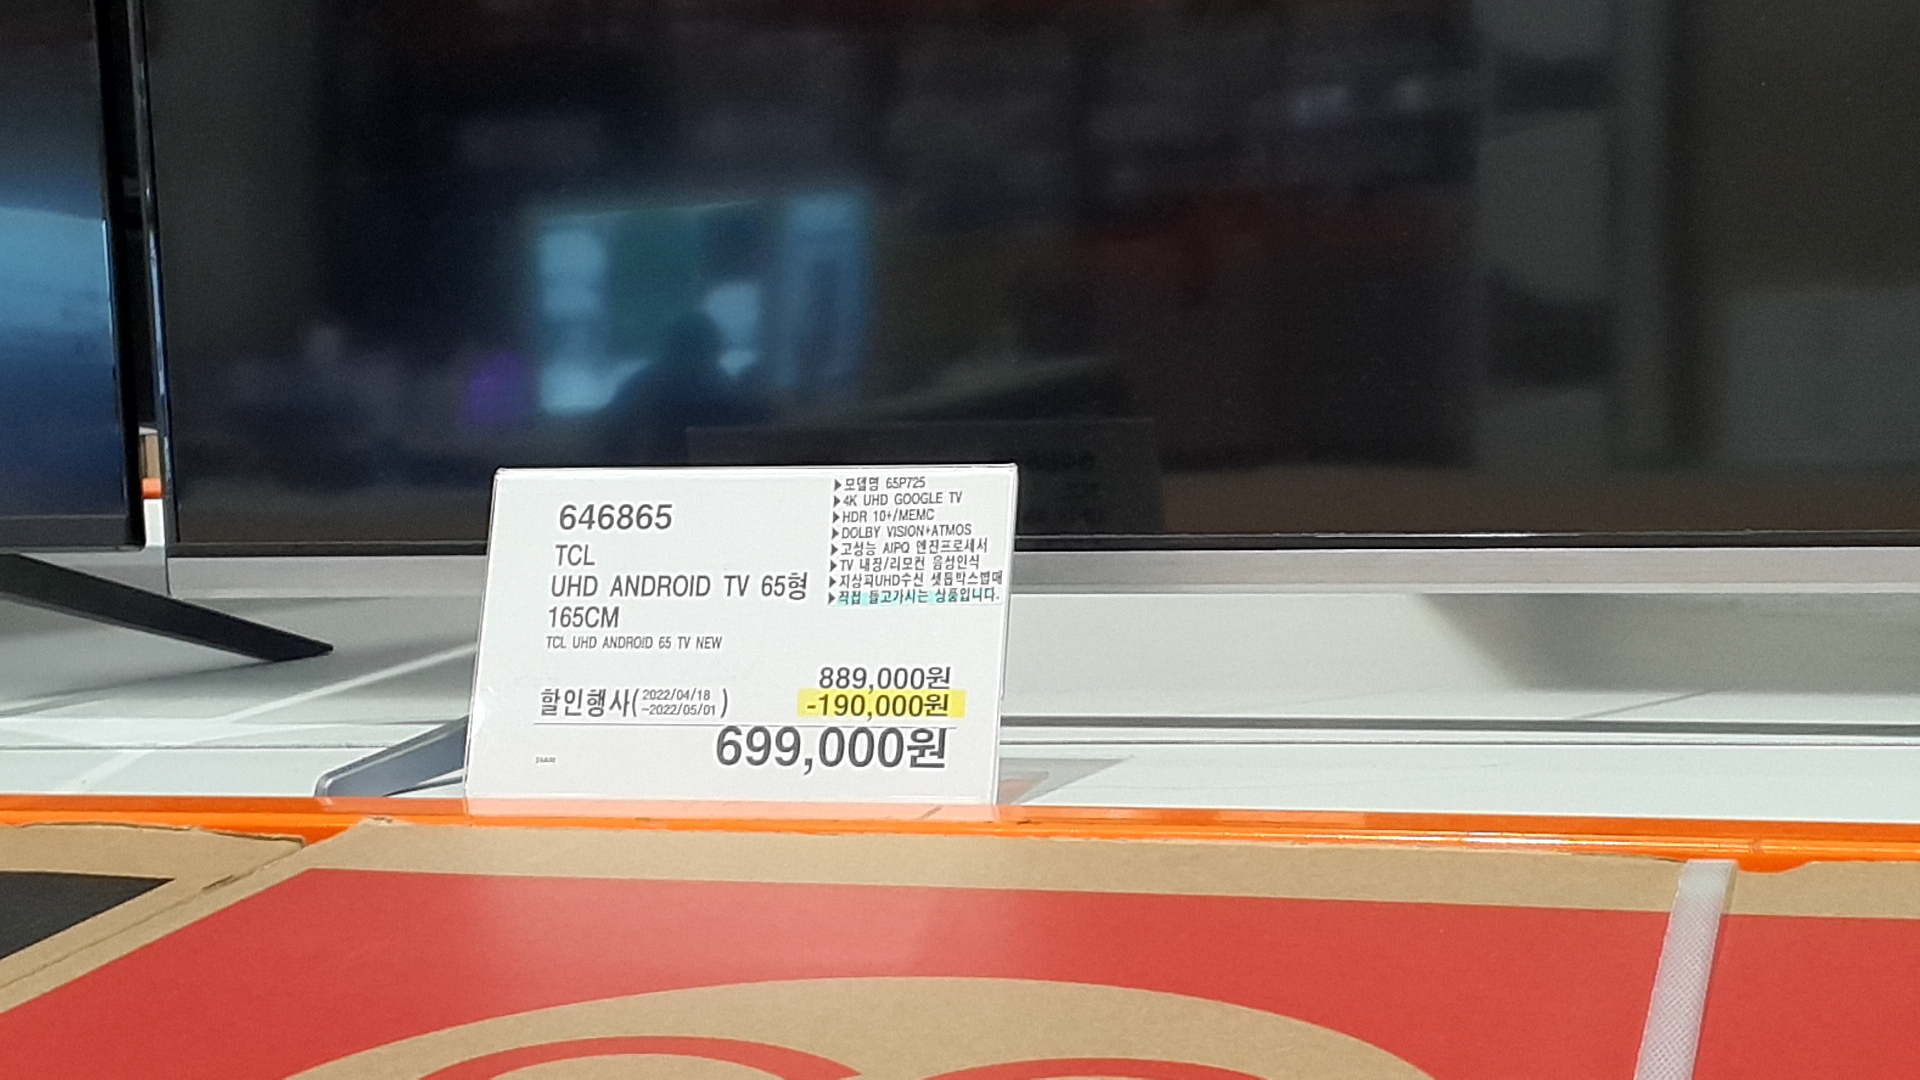 646865
TCL
UHD ANDROID TV 65형
165CM
TCL UHD ANDROID 65 TV NEW
▶모델명 65P725
▶4K UHD GOOGLE TV
▶HDR 10+/MEMC
▶DOLBY VISION+ATMOS
▶고성능 AIPQ 엔진프로세서
▶TV 내장/리모컨 음성인식
▶지상파UHD수신 셋톱박스별매
▶직접 들고가시는 상품입니다.
889,000원
할인행사(2022/04/18 ~2022/05/01) -190,000원
699,000원